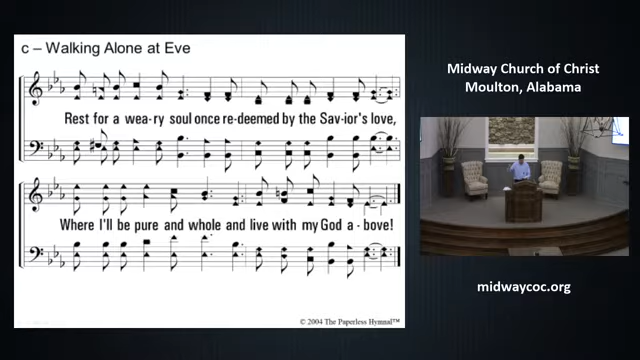 c – Walking Alone at Eve
Rest for a wea-ry soul once re-deemed by the Sav-ior's love,
Where I'll be pure and whole and live with my God a - bove!
© 2004 The Paperless Hymnal™
Midway Church of Christ
Moulton, Alabama
midwaycoc.org